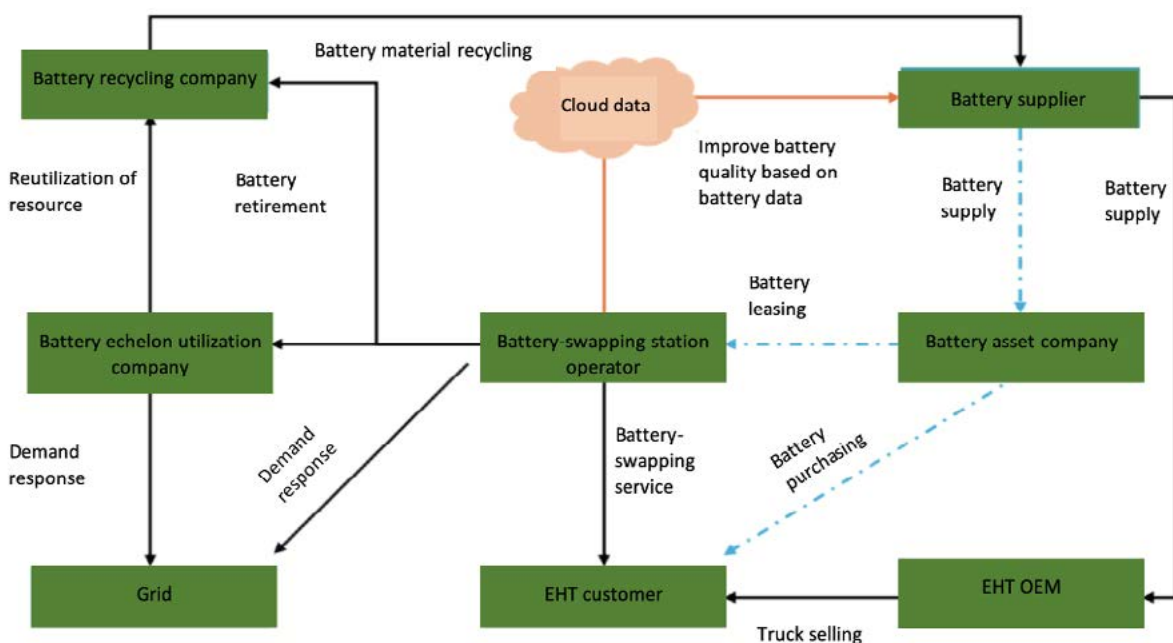 Battery material recycling
Battery recycling company
Cloud data
Battery supplier
Improve battery
quality based on
battery data
Reutilization of
resource
Battery
retirement
Battery
supply
Battery
supply
Battery
leasing
Battery echelon utilization
company
Battery-swapping station
operator
Battery asset company
Demand
response
Demand
response
Battery-
swapping
service
Battery
purchasing
Grid
EHT customer
EHT OEM
Truck selling